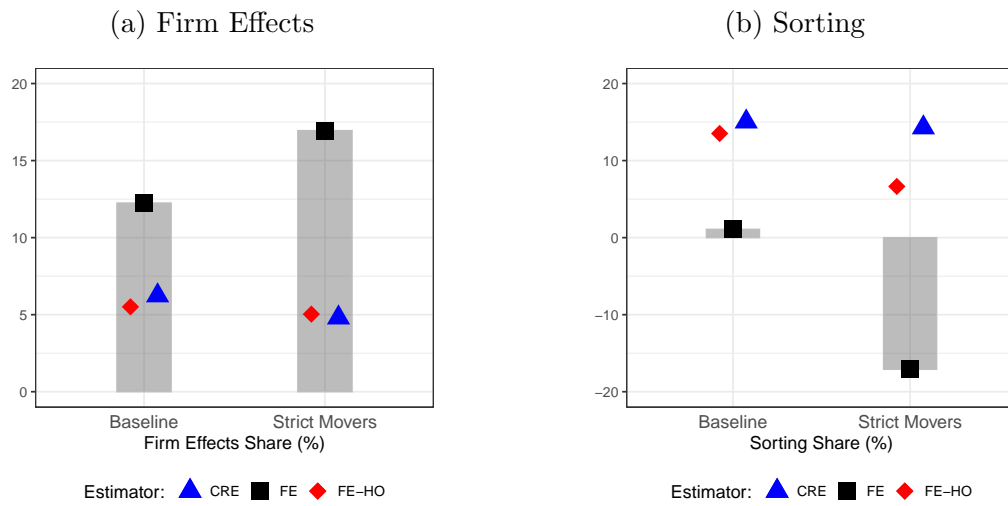 (a) Firm Effects
20
15
10
5
0
Baseline
Strict Movers
Firm Effects Share (%)
Estimator: CRE FE FE−HO
(b) Sorting
20
10
0
−10
−20
Baseline
Strict Movers
Sorting Share (%)
Estimator: CRE FE FE−HO